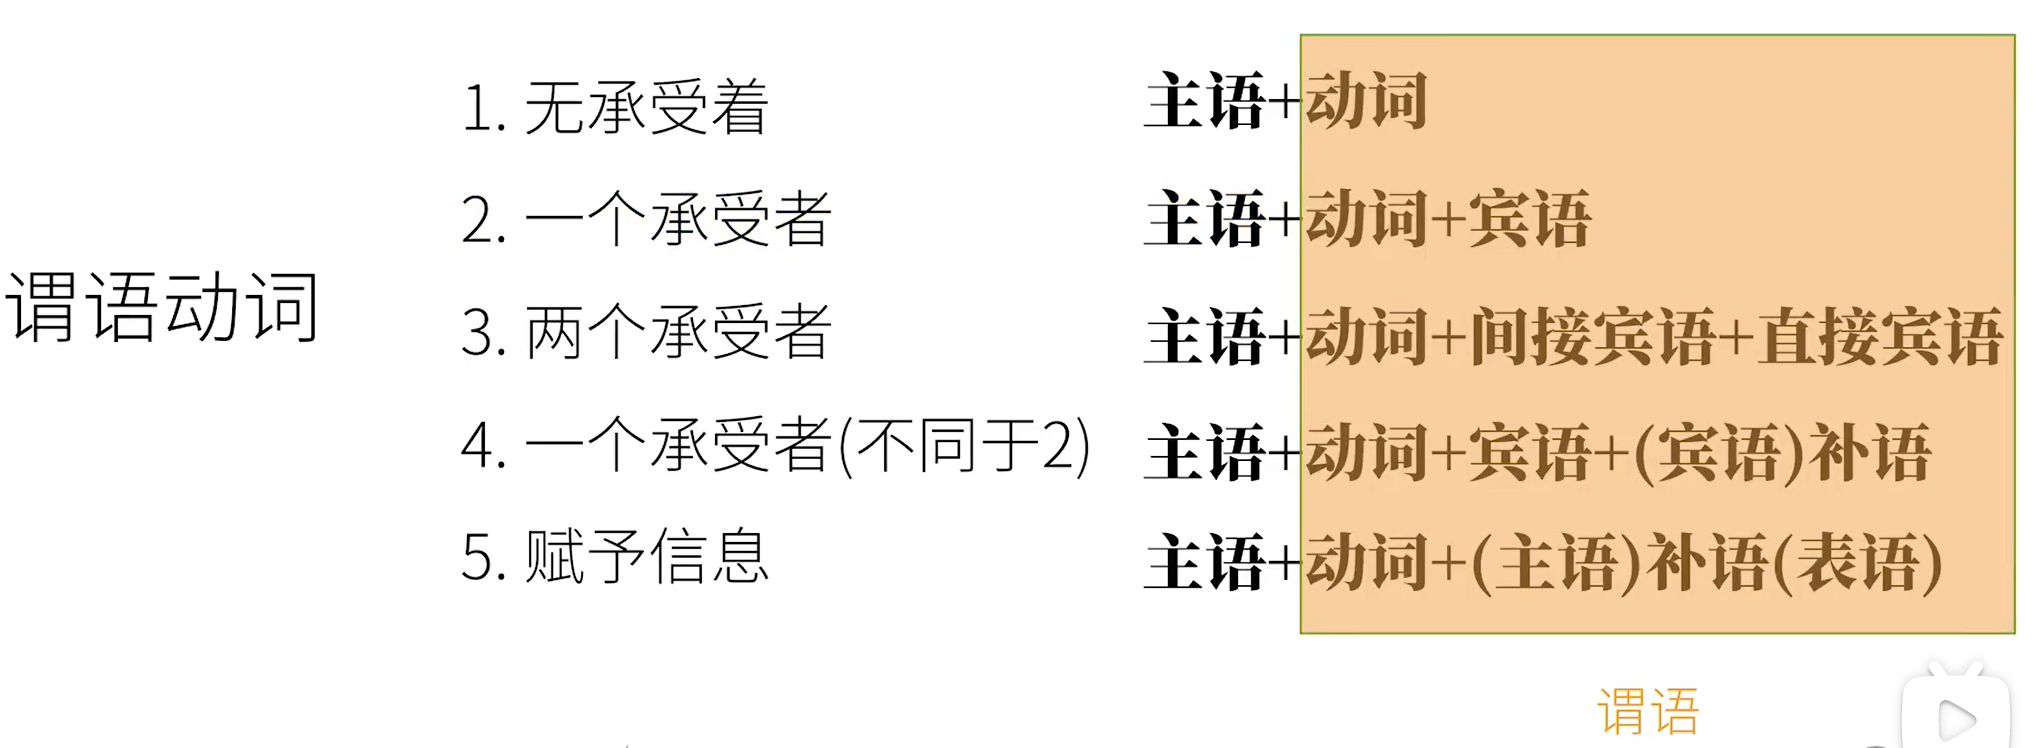 谓语动词
1. 无承受着 主语+动词
2. 一个承受者 主语+动词+宾语
3. 两个承受者 主语+动词+间接宾语+直接宾语
4. 一个承受者(不同于2) 主语+动词+宾语+(宾语)补语
5. 赋予信息 主语+动词+(主语)补语(表语)
谓语